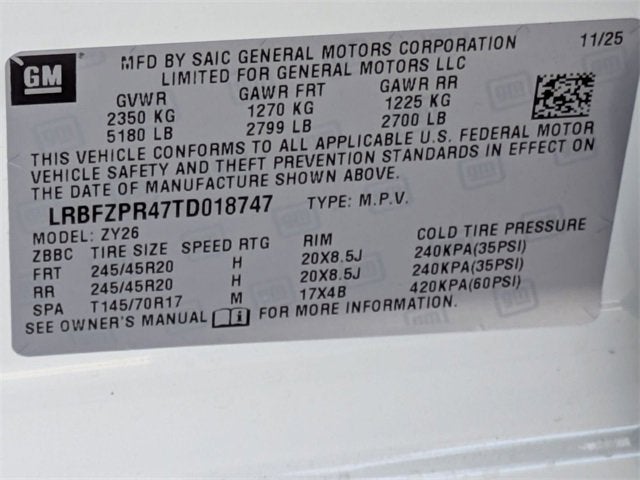 GM
MFD BY SAIC GENERAL MOTORS CORPORATION 11/25
LIMITED FOR GENERAL MOTORS LLC
GVWR GAWR FRT GAWR RR
2350 KG 1270 KG 1225 KG
5180 LB 2799 LB 2700 LB
THIS VEHICLE CONFORMS TO ALL APPLICABLE U.S. FEDERAL MOTOR
VEHICLE SAFETY AND THEFT PREVENTION STANDARDS IN EFFECT ON
THE DATE OF MANUFACTURE SHOWN ABOVE.
LRBFZPR47TD018747 TYPE: M.P.V.
MODEL: ZY26
ZBBC TIRE SIZE SPEED RTG RIM COLD TIRE PRESSURE
FRT 245/45R20 H 20X8.5J 240KPA(35PSI)
RR 245/45R20 H 20X8.5J 240KPA(35PSI)
SPA T145/70R17 M 17X4B 420KPA(60PSI)
SEE OWNER'S MANUAL i FOR MORE INFORMATION.